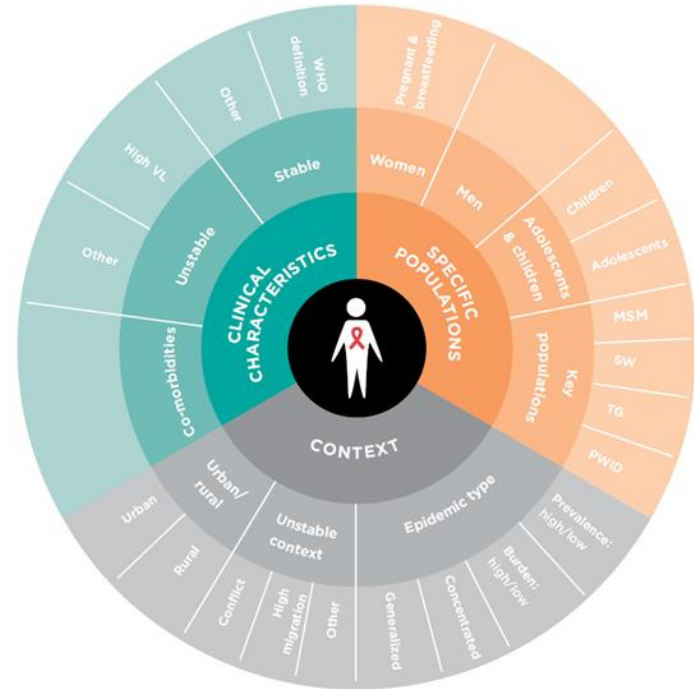 CLINICAL
CHARACTERISTICS
Stable
WHO
definition
Other
Unstable
High VL
Other
Co-morbidities
SPECIFIC
POPULATIONS
Women
Pregnant &
breastfeeding
Men
Adolescents
& children
Children
Adolescents
Key
populations
MSM
SW
TG
PWID
CONTEXT
Epidemic type
Prevalence:
high/low
Burden:
high/low
Concentrated
Generalized
Unstable
context
Other
High
migration
Conflict
Urban/
rural
Rural
Urban